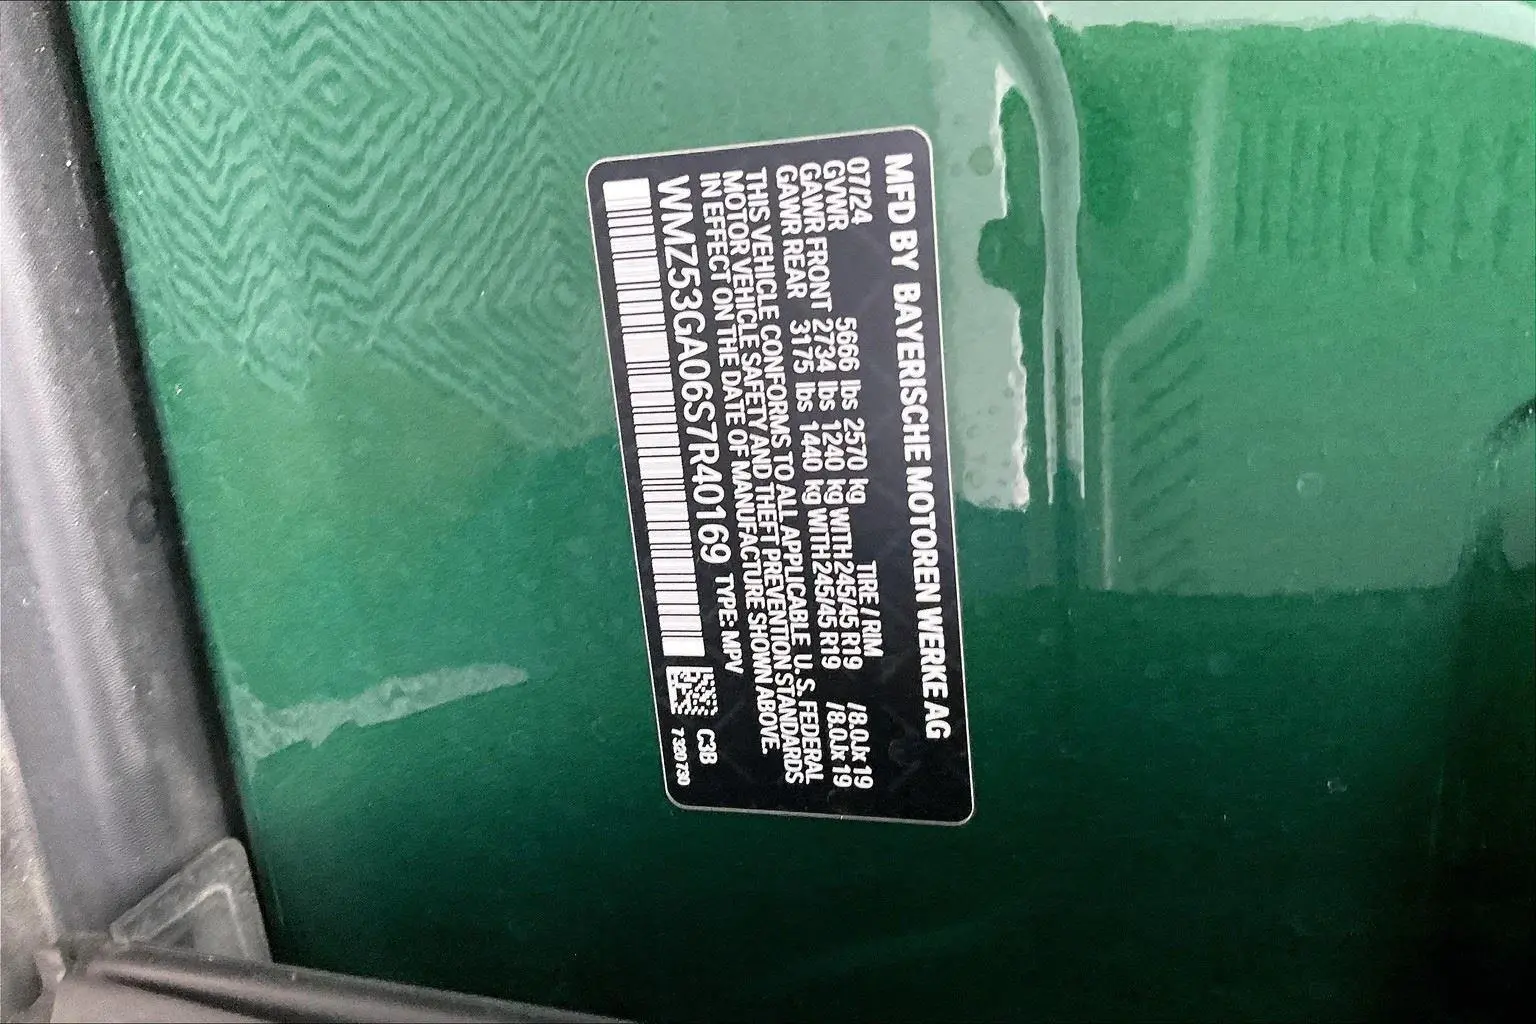 MFD BY BAYERISCHE MOTOREN WERKE AG
07/24 TIRE / RIM
GVWR 5666 lbs 2570 kg
GAWR FRONT 2734 lbs 1240 kg WITH 245/45 R19 /8.0Jx19
GAWR REAR 3175 lbs 1440 kg WITH 245/45 R19 /8.0Jx19
THIS VEHICLE CONFORMS TO ALL APPLICABLE U. S. FEDERAL
MOTOR VEHICLE SAFETY AND THEFT PREVENTION STANDARDS
IN EFFECT ON THE DATE OF MANUFACTURE SHOWN ABOVE.
WMZ53GA06S7R40169 TYPE: MPV
C3B
7 320 730